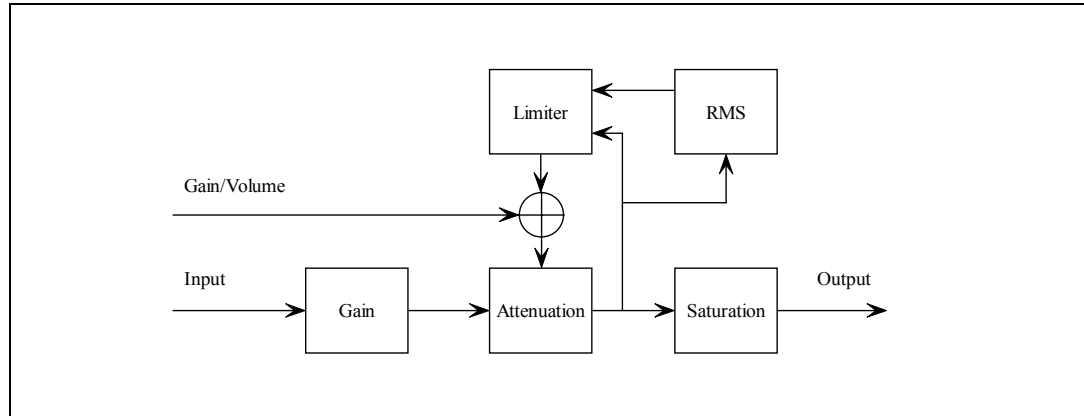 Limiter
RMS
Gain/Volume
Input
Output
Gain
Attenuation
Saturation